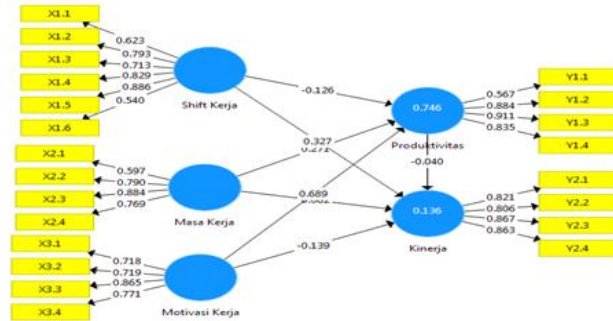 X1.1
X1.2
X1.3
X1.4
X1.5
X1.6
0.623
0.793
0.713
0.829
0.886
0.540
Shift Kerja
X2.1
X2.2
X2.3
X2.4
0.597
0.790
0.884
0.769
Masa Kerja
X3.1
X3.2
X3.3
X3.4
0.718
0.719
0.865
0.771
Motivasi Kerja
-0.126
0.327
0.689
-0.139
0.746
Produktivitas
-0.040
0.136
Kinerja
0.567
0.884
0.911
0.835
Y1.1
Y1.2
Y1.3
Y1.4
0.821
0.806
0.867
0.863
Y2.1
Y2.2
Y2.3
Y2.4